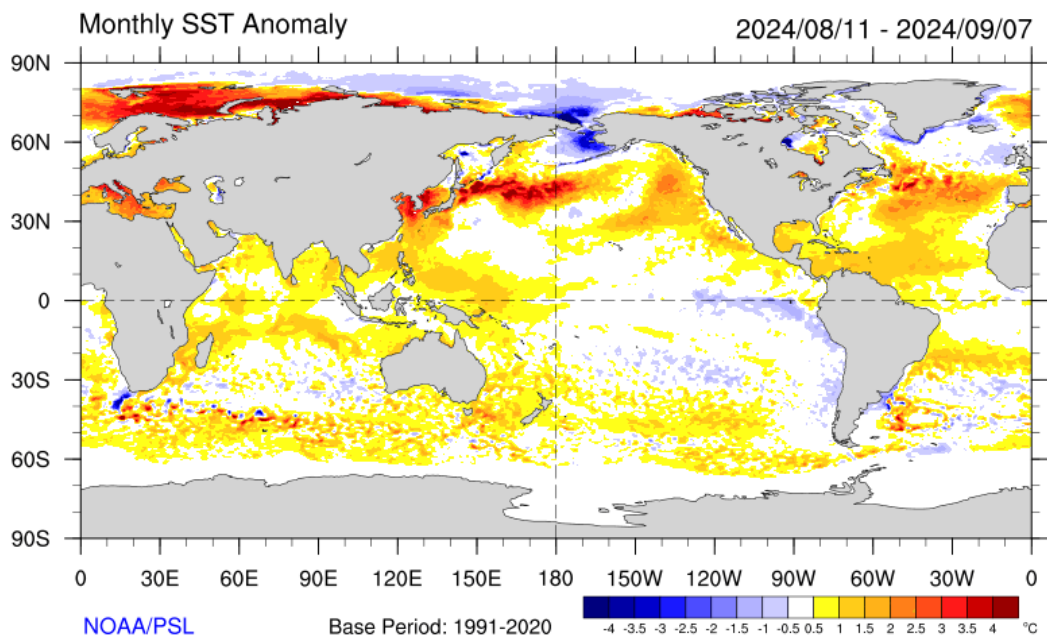 Monthly SST Anomaly 2024/08/11 - 2024/09/07
90N
60N
30N
0
30S
60S
90S
0 30E 60E 90E 120E 150E 180 150W 120W 90W 60W 30W 0
NOAA/PSL Base Period: 1991-2020
-4 -3.5 -3 -2.5 -2 -1.5 -1 -0.5 0.5 1 1.5 2 2.5 3 3.5 4 °C